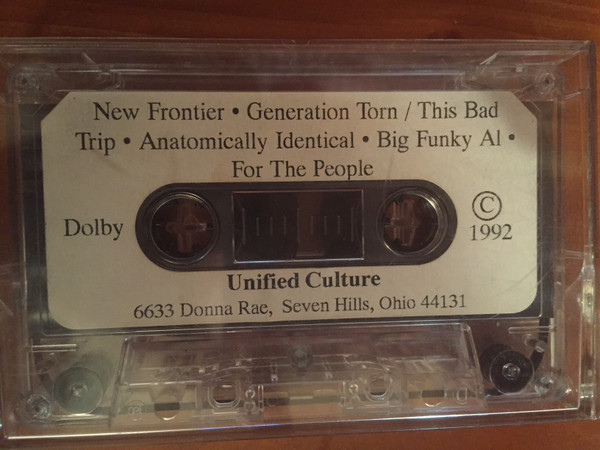 New Frontier • Generation Torn / This Bad
Trip • Anatomically Identical • Big Funky Al •
For The People
Dolby
© 1992
Unified Culture
6633 Donna Rae, Seven Hills, Ohio 44131